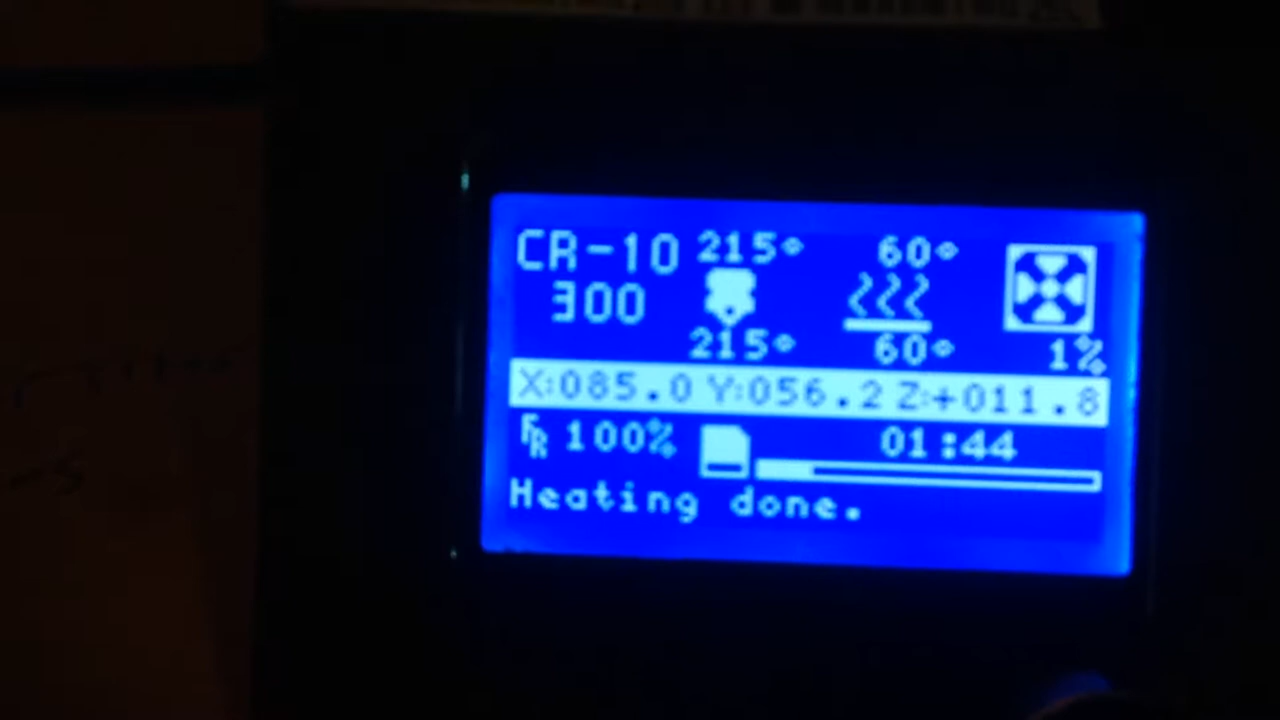 CR-10 215° 60°
300
215° 60° 1%
X:085.0 Y:056.2 Z:+011.8
FR 100% 01:44
Heating done.